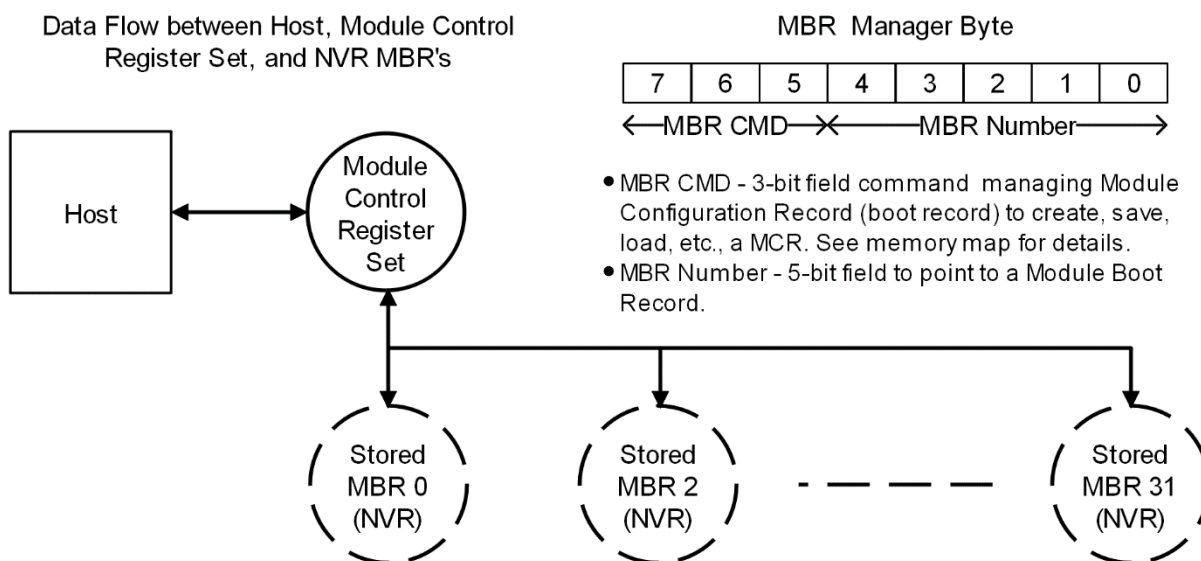 Data Flow between Host, Module Control
Register Set, and NVR MBR's
MBR Manager Byte
7 6 5 4 3 2 1 0
MBR CMD MBR Number
• MBR CMD - 3-bit field command managing Module
Configuration Record (boot record) to create, save,
load, etc., a MCR. See memory map for details.
• MBR Number - 5-bit field to point to a Module Boot
Record.
Host
Module
Control
Register
Set
Stored
MBR 0
(NVR)
Stored
MBR 2
(NVR)
Stored
MBR 31
(NVR)